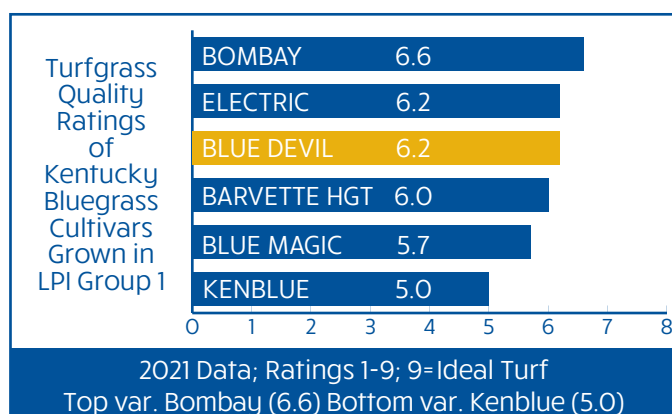 Turfgrass
Quality
Ratings
of
Kentucky
Bluegrass
Cultivars
Grown in
LPI Group 1
BOMBAY 6.6
ELECTRIC 6.2
BLUE DEVIL 6.2
BARVETTE HGT 6.0
BLUE MAGIC 5.7
KENBLUE 5.0
0 1 2 3 4 5 6 7 8
2021 Data; Ratings 1-9; 9=Ideal Turf
Top var. Bombay (6.6) Bottom var. Kenblue (5.0)